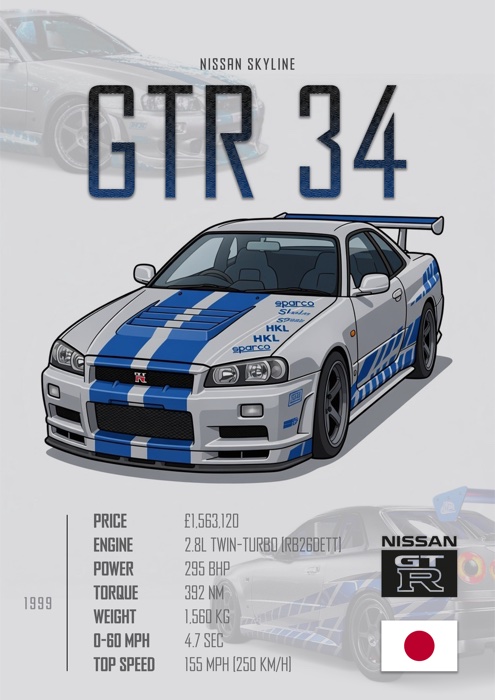 NISSAN SKYLINE
GTR 34
sparco
HKL
HKL
sparco
R
PRICE £1,563,120
ENGINE 2.8L TWIN-TURBO (RB26DETT)
POWER 295 BHP
TORQUE 392 NM
WEIGHT 1,560 KG
0-60 MPH 4.7 SEC
TOP SPEED 155 MPH (250 KM/H)
1999
NISSAN
GT
R